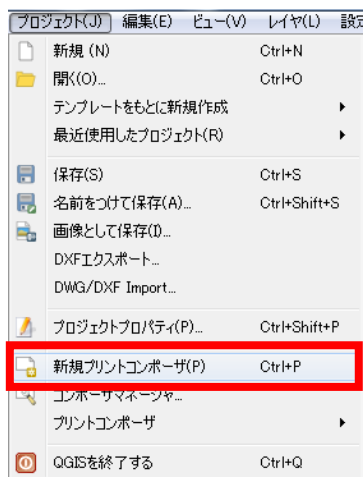 プロジェクト(J) 編集(E) ビュー(V) レイヤ(L) 設
新規 (N) Ctrl+N
開く(O)... Ctrl+O
テンプレートをもとに新規作成
最近使用したプロジェクト(R)
保存(S) Ctrl+S
名前をつけて保存(A)... Ctrl+Shift+S
画像として保存(I)...
DXFエクスポート...
DWG/DXF Import...
プロジェクトプロパティ(P)... Ctrl+Shift+P
新規プリントコンポーザ(P) Ctrl+P
コンポーザマネージャ...
プリントコンポーザ
QGISを終了する Ctrl+Q